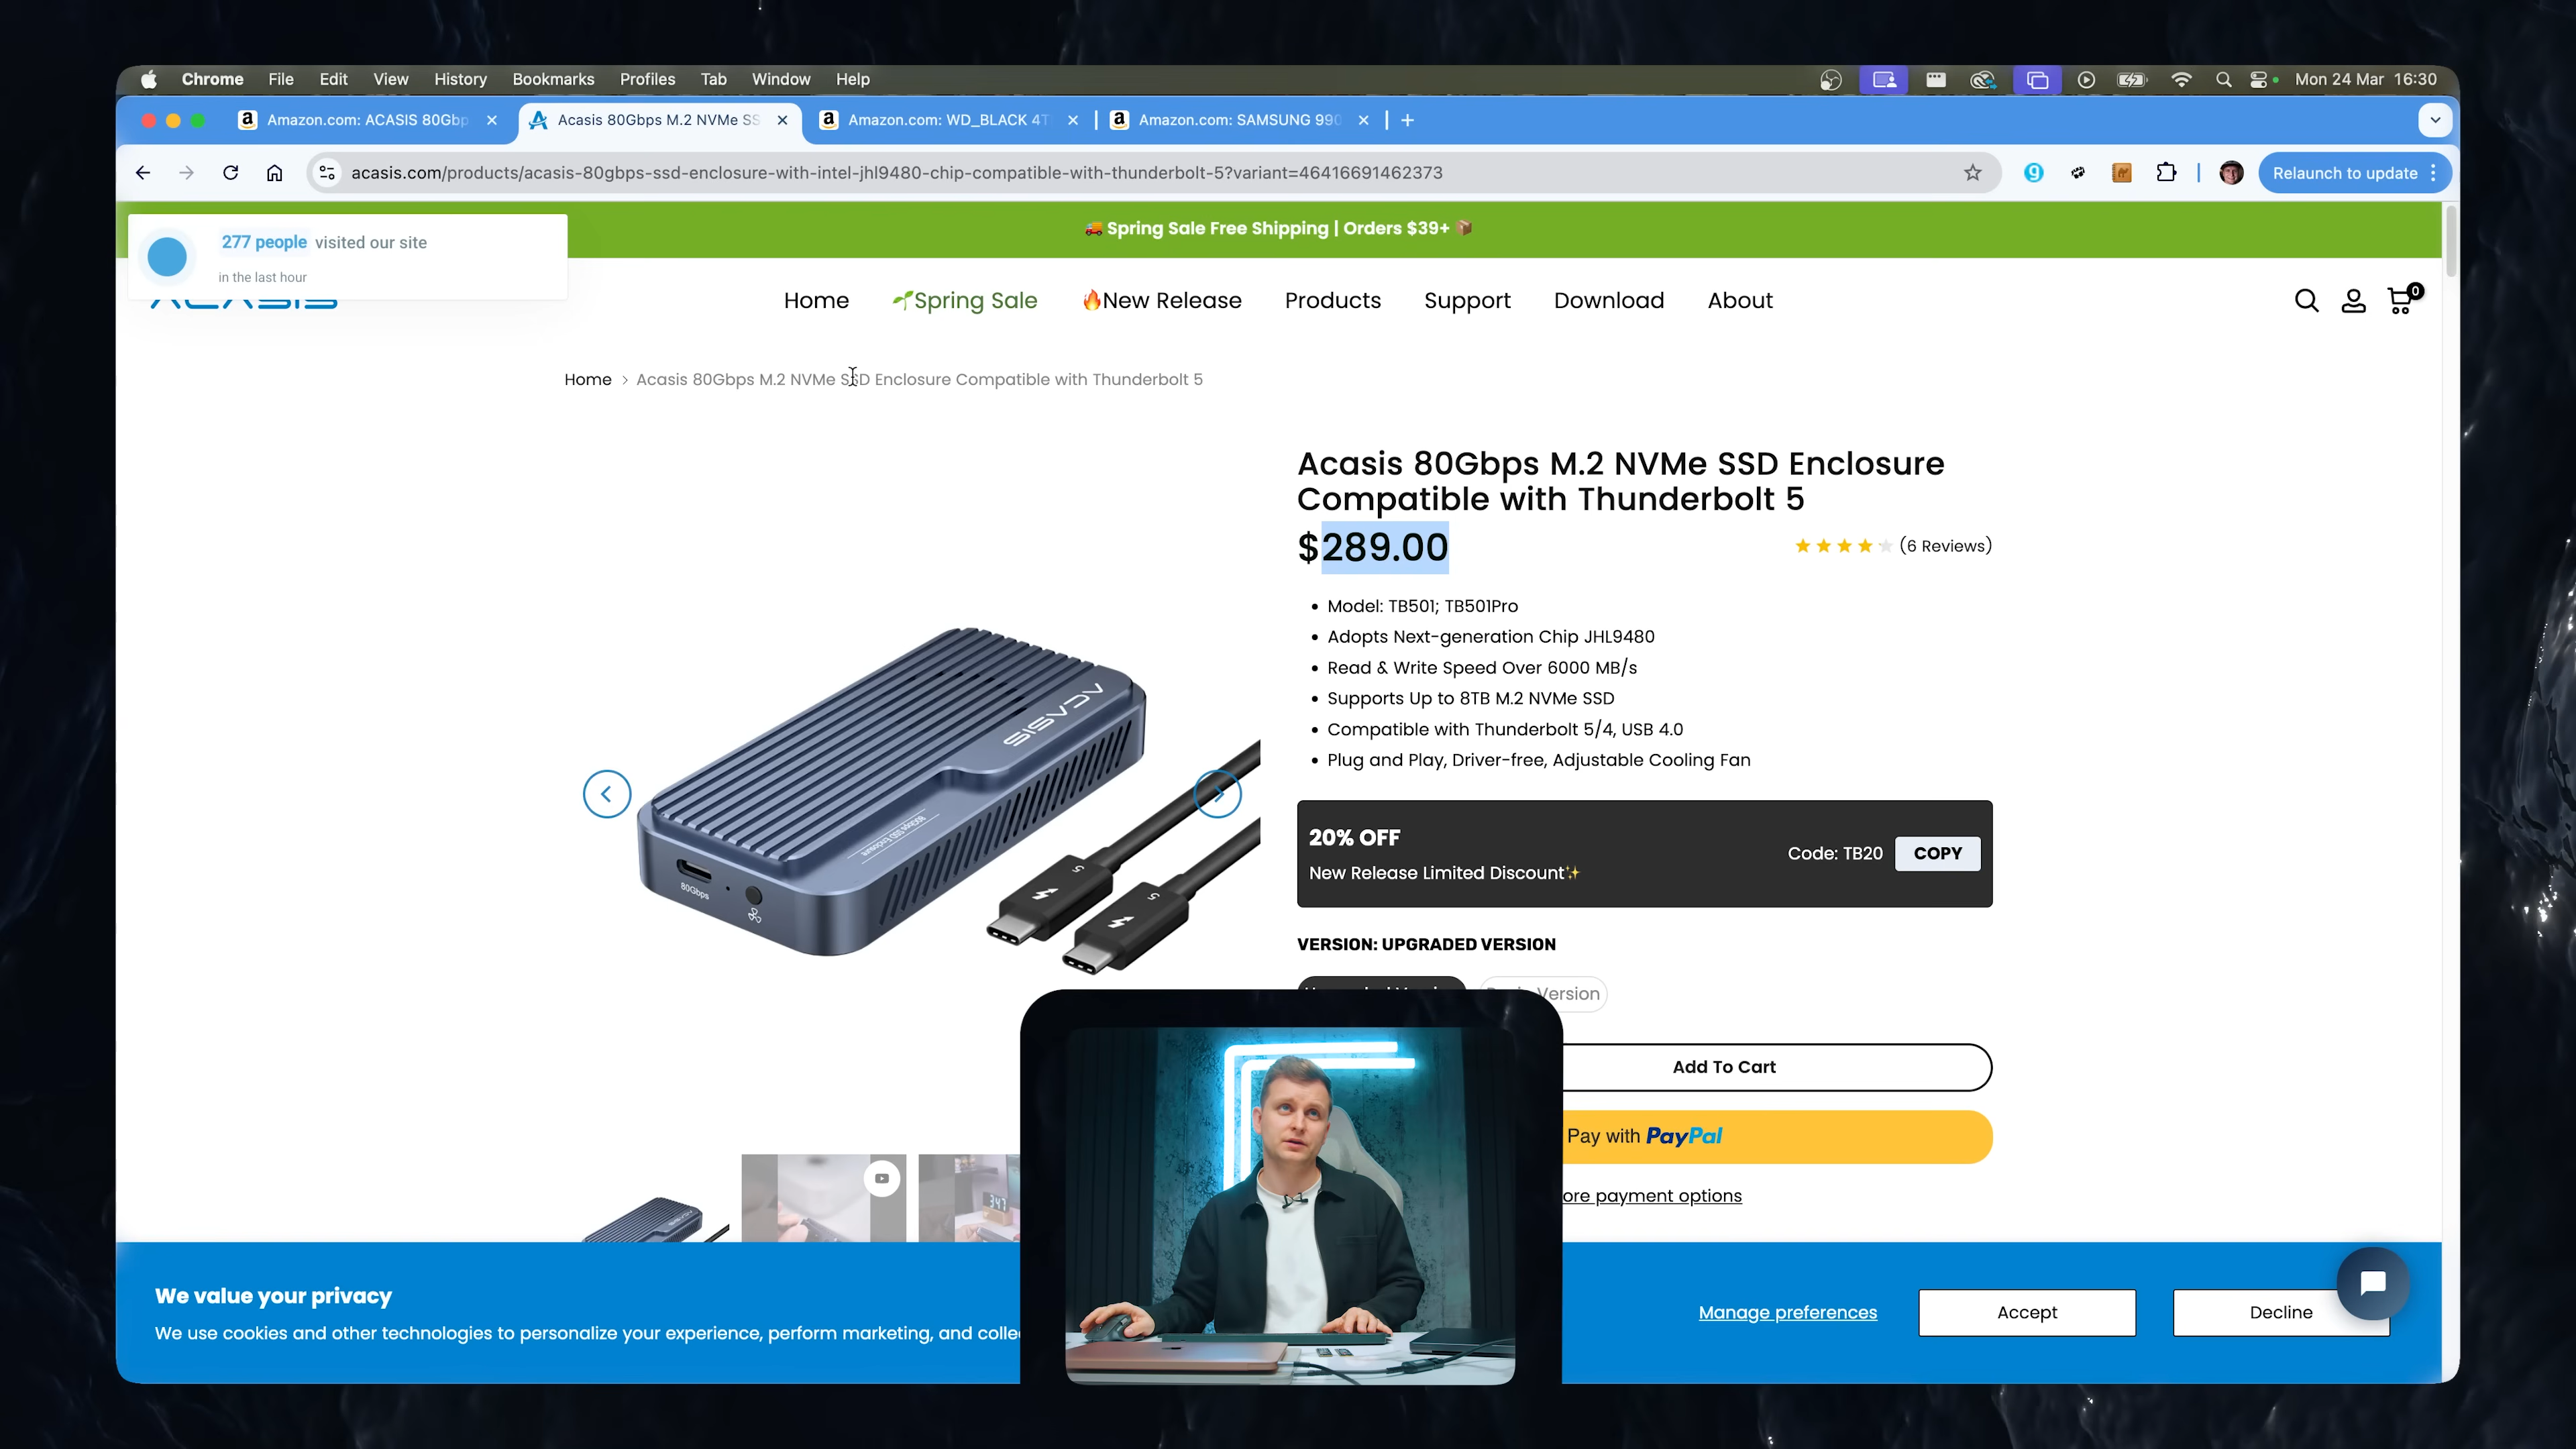 Chrome File Edit View History Bookmarks Profiles Tab Window Help
Mon 24 Mar 16:30
Amazon.com: ACASIS 80Gbp
Acasis 80Gbps M.2 NVMe SS
Amazon.com: WD_BLACK 4T
Amazon.com: SAMSUNG 990
acasis.com/products/acasis-80gbps-ssd-enclosure-with-intel-jhl9480-chip-compatible-with-thunderbolt-5?variant=46416691462373
Relaunch to update
🚚 Spring Sale Free Shipping | Orders $39+ 📦
277 people visited our site
in the last hour
ACASIS
Home 🌱Spring Sale 🔥New Release Products Support Download About
0
Home > Acasis 80Gbps M.2 NVMe SSD Enclosure Compatible with Thunderbolt 5
Acasis 80Gbps M.2 NVMe SSD Enclosure
Compatible with Thunderbolt 5
$289.00
(6 Reviews)
• Model: TB501; TB501Pro
• Adopts Next-generation Chip JHL9480
• Read & Write Speed Over 6000 MB/s
• Supports Up to 8TB M.2 NVMe SSD
• Compatible with Thunderbolt 5/4, USB 4.0
• Plug and Play, Driver-free, Adjustable Cooling Fan
ACASIS
80Gbps SSD Enclosure
80Gbps
5
5
20% OFF
New Release Limited Discount✨
Code: TB20
COPY
VERSION: UPGRADED VERSION
Version
Add To Cart
Pay with PayPal
ore payment options
347
We value your privacy
We use cookies and other technologies to personalize your experience, perform marketing, and colle
Manage preferences
Accept
Decline